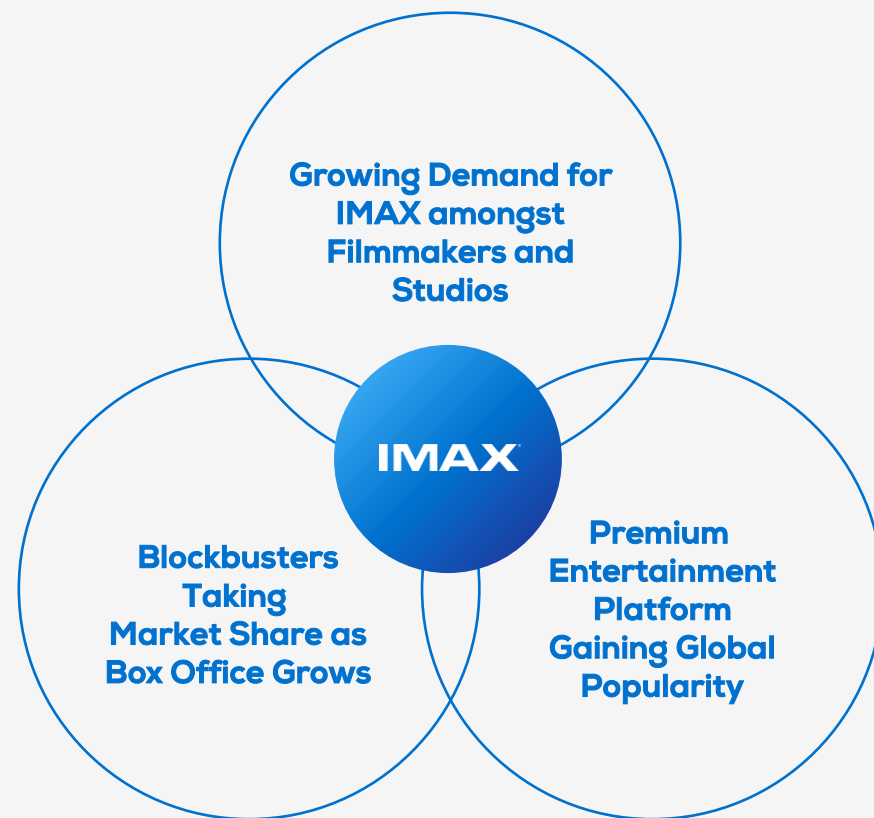 Growing Demand for
IMAX amongst
Filmmakers and
Studios
IMAX
Blockbusters
Taking
Market Share as
Box Office Grows
Premium
Entertainment
Platform
Gaining Global
Popularity